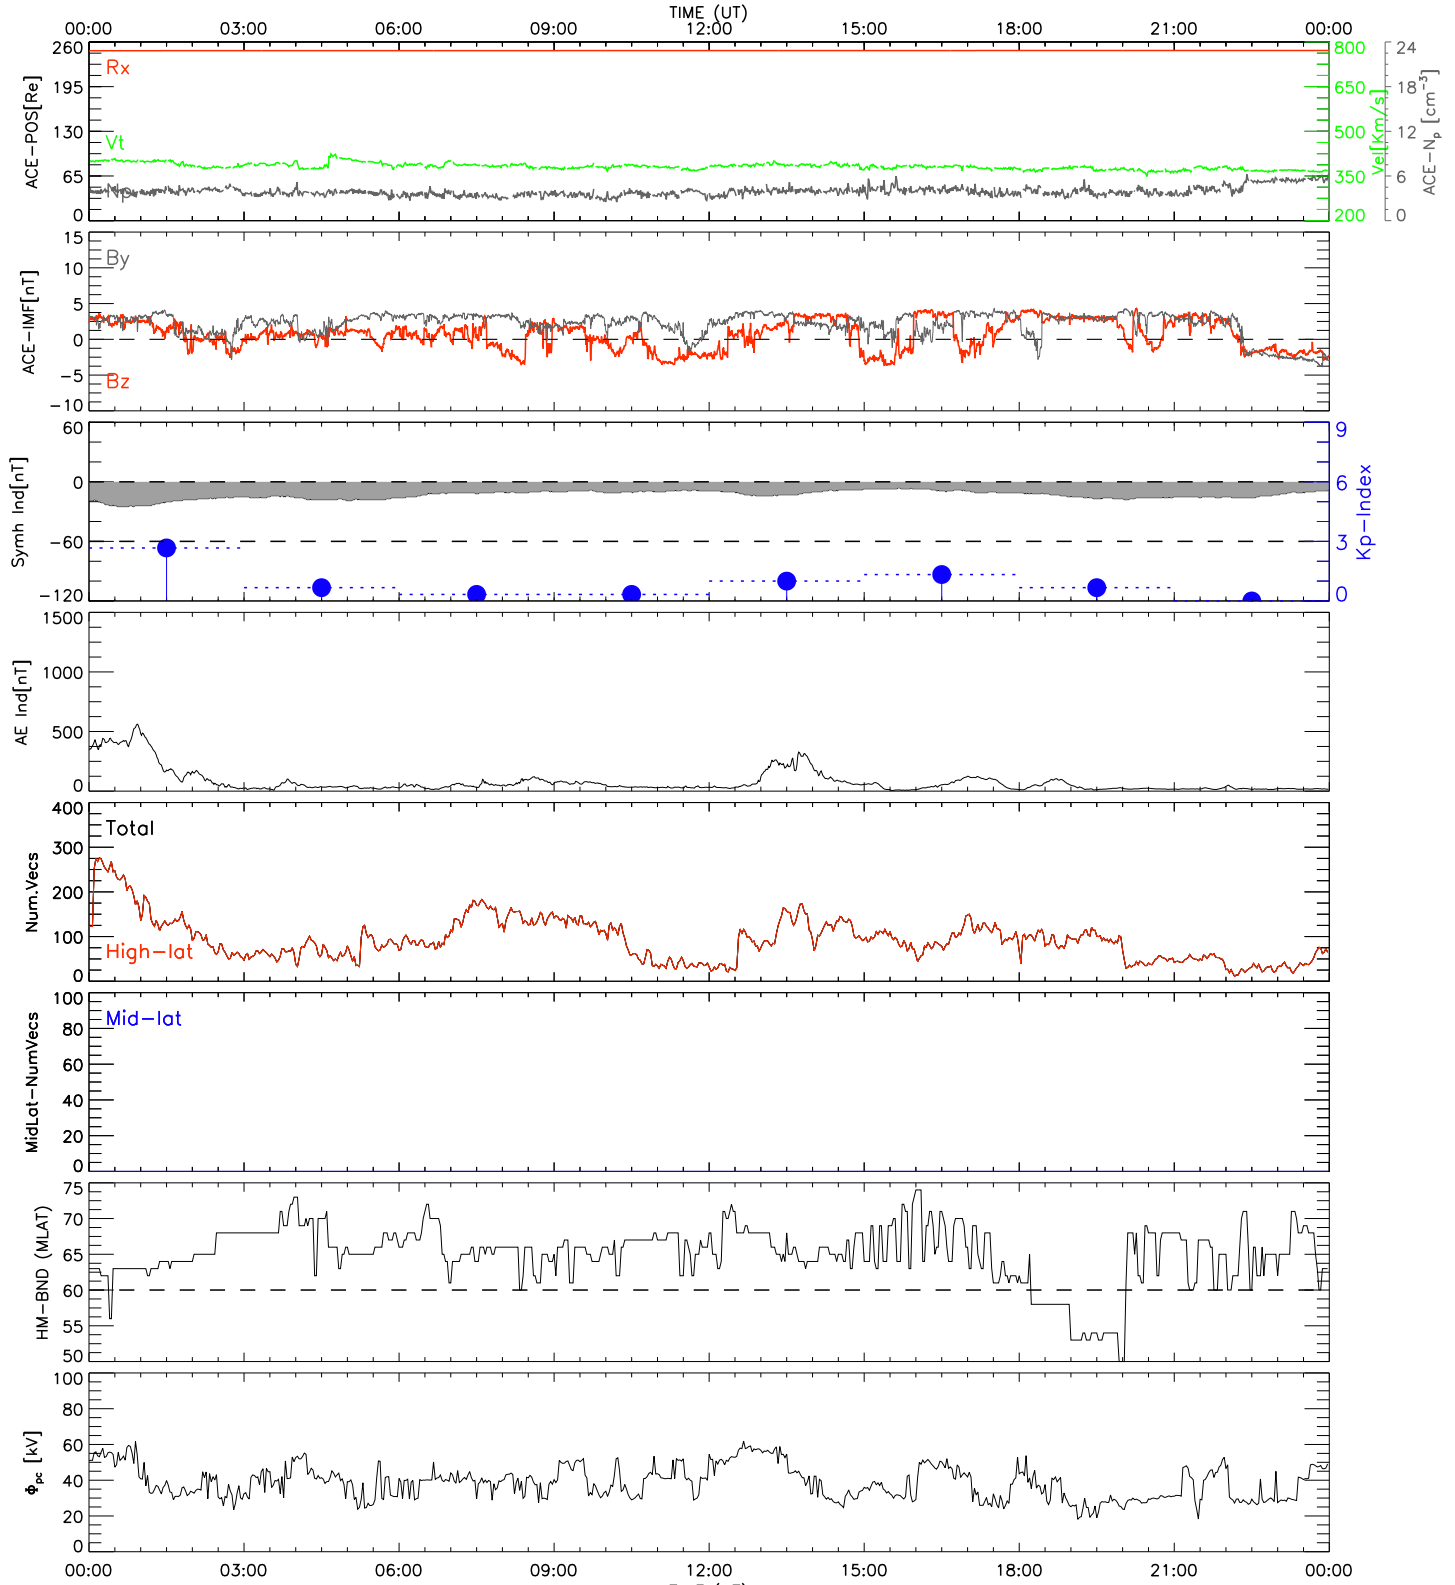 TIME (UT)
00:00 03:00 06:00 09:00 12:00 15:00 18:00 21:00 00:00
260
195
130
65
0
ACE-POS[Re]
Rx
Vt
800
650
500
350
200
Vel[Km/s]
24
18
12
6
0
ACE-Np [cm-3]
15
10
5
0
-5
-10
ACE-IMF[nT]
By
Bz
60
0
-60
-120
Symh Ind[nT]
9
6
3
0
Kp-Index
1500
1000
500
0
AE Ind[nT]
400
300
200
100
0
Num.Vecs
Total
High-lat
100
80
60
40
20
0
MidLat-NumVecs
Mid-lat
75
70
65
60
55
50
HM-BND (MLAT)
100
80
60
40
20
0
Φpc [kV]
00:00 03:00 06:00 09:00 12:00 15:00 18:00 21:00 00:00